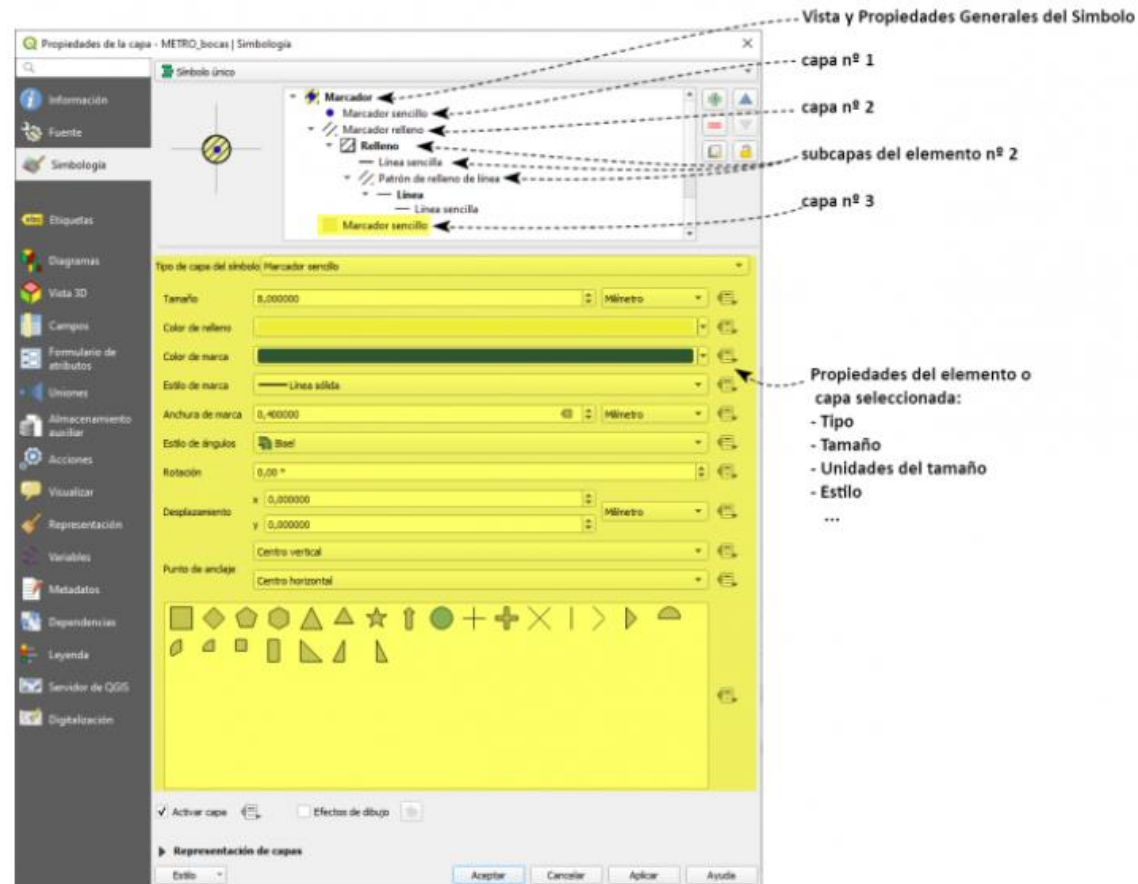 Vista y Propiedades Generales del Simbolo
Propiedades de la capa - METRO_bocas | Simbología
capa nº 1
Símbolo único
Información
Marcador
Marcador sencillo
capa nº 2
Fuente
Marcador relleno
Relleno
subcapas del elemento nº 2
Simbología
Línea sencilla
Patrón de relleno de línea
Línea
capa nº 3
Línea sencilla
abc Etiquetas
Marcador sencillo
Diagramas
Tipo de capa del símbolo Marcador sencillo
Vista 3D
Tamaño 8,000000 Milímetro
Campos
Color de relleno
Formulario de
atributos
Color de marca
Propiedades del elemento o
capa seleccionada:
- Tipo
- Tamaño
- Unidades del tamaño
- Estilo
...
Uniones
Estilo de marca Línea sólida
Almacenamiento
auxiliar
Anchura de marca 0,400000 Milímetro
Acciones
Estilo de ángulos Bisel
Rotación 0,00 °
Visualizar
Desplazamiento x 0,000000 Milímetro
y 0,000000
Representación
Variables
Punto de anclaje Centro vertical
Centro horizontal
Metadatos
Dependencias
Leyenda
Servidor de QGIS
Digitalización
Activar capa Efectos de dibujo
Representación de capas
Estilo Aceptar Cancelar Aplicar Ayuda